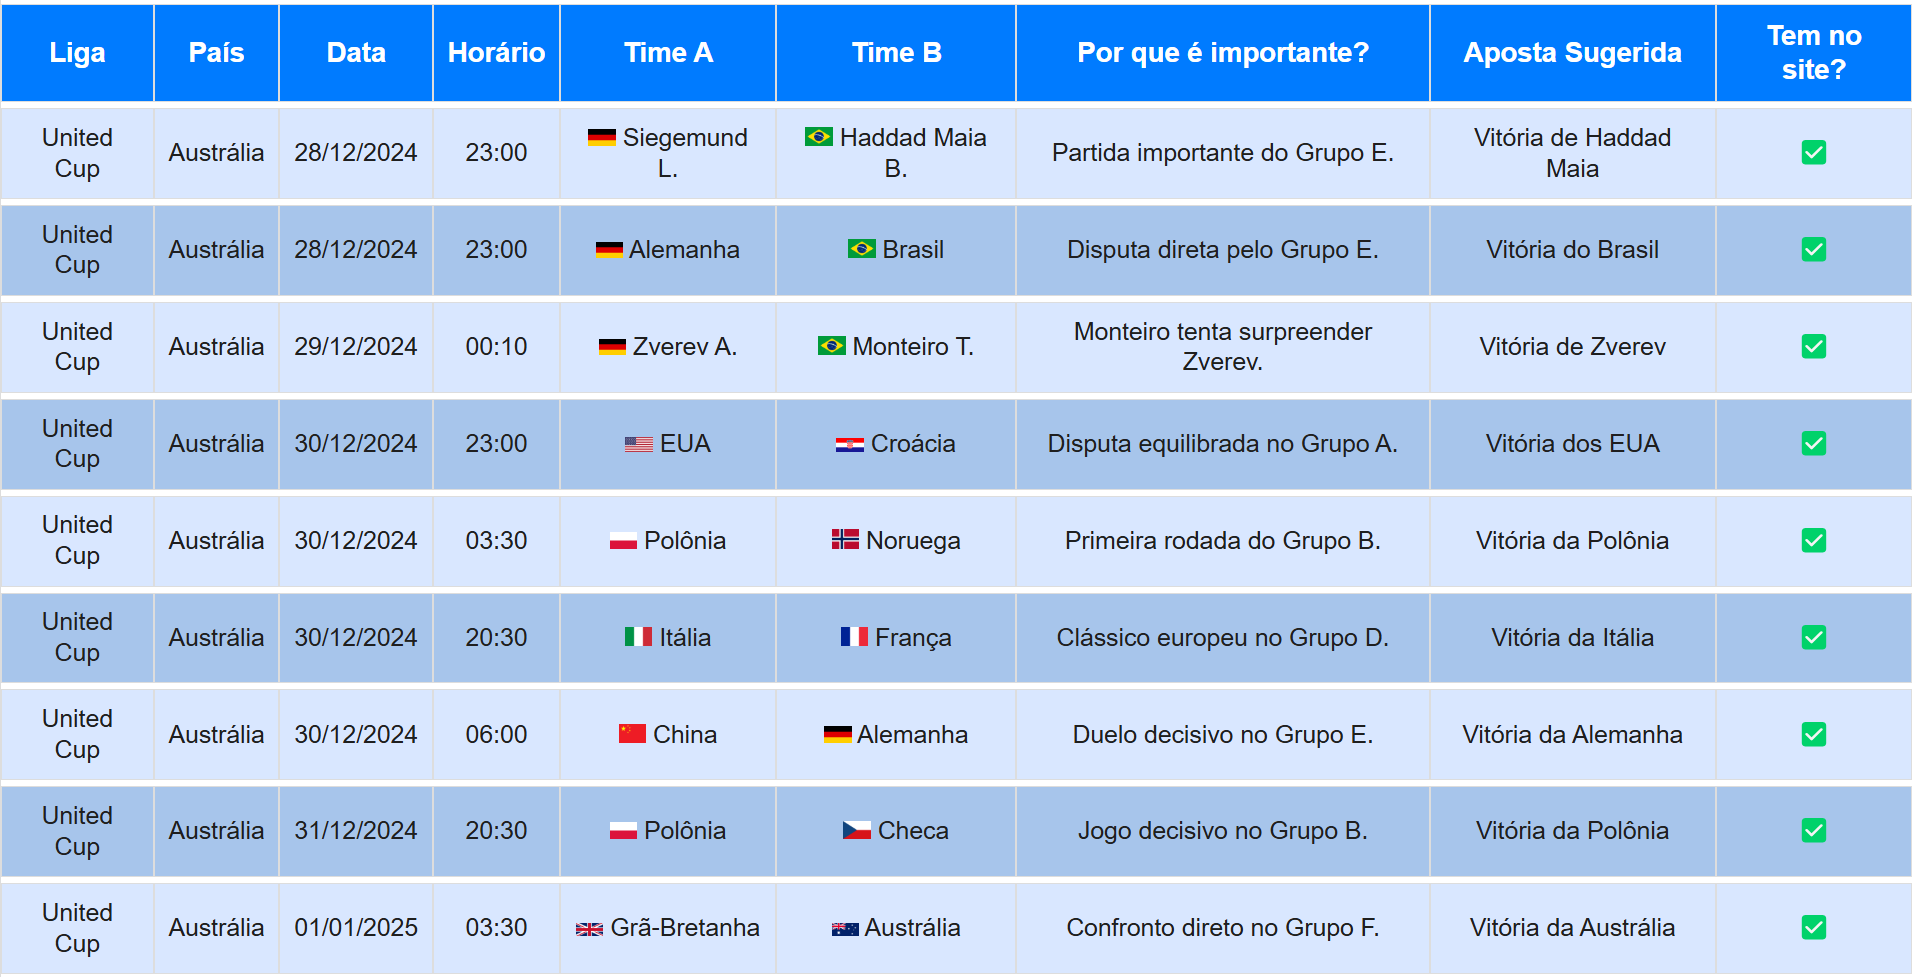 Liga País Data Horário Time A Time B Por que é importante? Aposta Sugerida Tem no
site?
United
Cup Austrália 28/12/2024 23:00 Siegemund
L. Haddad Maia
B. Partida importante do Grupo E. Vitória de Haddad
Maia
United
Cup Austrália 28/12/2024 23:00 Alemanha Brasil Disputa direta pelo Grupo E. Vitória do Brasil
United
Cup Austrália 29/12/2024 00:10 Zverev A. Monteiro T. Monteiro tenta surpreender
Zverev. Vitória de Zverev
United
Cup Austrália 30/12/2024 23:00 EUA Croácia Disputa equilibrada no Grupo A. Vitória dos EUA
United
Cup Austrália 30/12/2024 03:30 Polônia Noruega Primeira rodada do Grupo B. Vitória da Polônia
United
Cup Austrália 30/12/2024 20:30 Itália França Clássico europeu no Grupo D. Vitória da Itália
United
Cup Austrália 30/12/2024 06:00 China Alemanha Duelo decisivo no Grupo E. Vitória da Alemanha
United
Cup Austrália 31/12/2024 20:30 Polônia Checa Jogo decisivo no Grupo B. Vitória da Polônia
United
Cup Austrália 01/01/2025 03:30 Grã-Bretanha Austrália Confronto direto no Grupo F. Vitória da Austrália